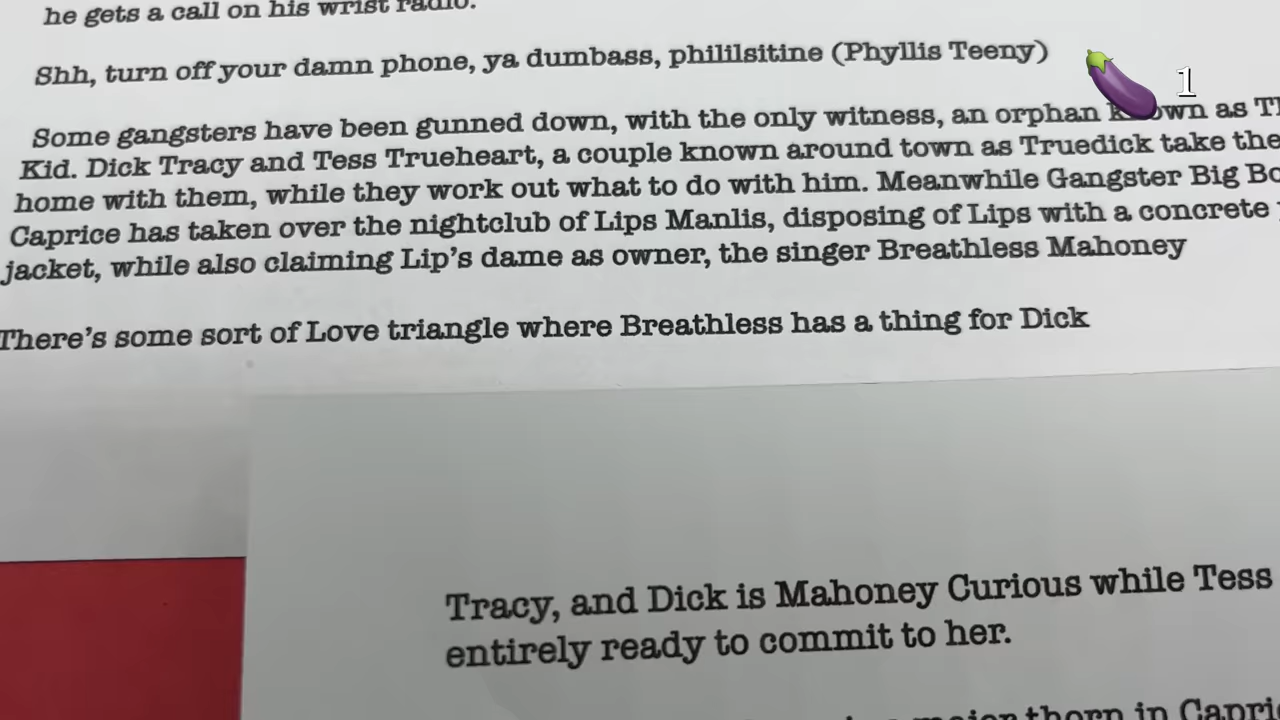 he gets a call on his wrist radio.
Shh, turn off your damn phone, ya dumbass, phililsitine (Phyllis Teeny)
1
Some gangsters have been gunned down, with the only witness, an orphan known as
Kid. Dick Tracy and Tess Trueheart, a couple known around town as Truedick take the
home with them, while they work out what to do with him. Meanwhile Gangster Big
Caprice has taken over the nightclub of Lips Manlis, disposing of Lips with a concrete
jacket, while also claiming Lip's dame as owner, the singer Breathless Mahoney
There's some sort of Love triangle where Breathless has a thing for Dick
Tracy, and Dick is Mahoney Curious while Tess
entirely ready to commit to her.
major thorn in